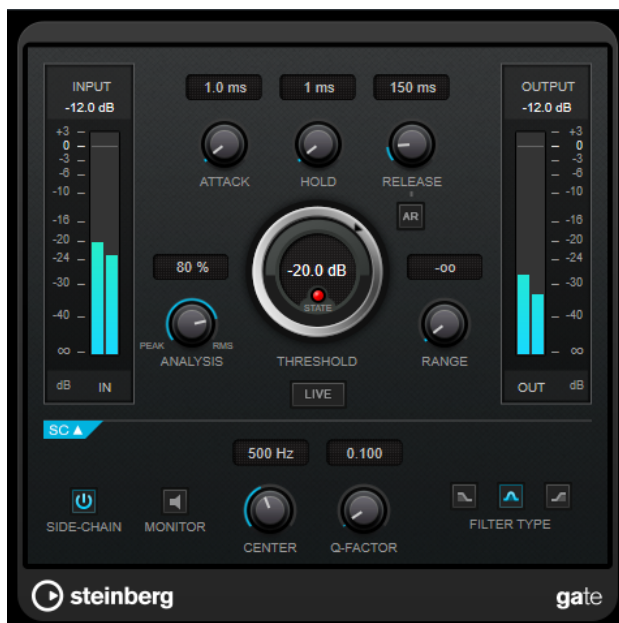 INPUT
-12.0 dB
+3
0
-3
-6
-10
-16
-20
-24
-30
-40
∞
dB IN
1.0 ms
1 ms
150 ms
ATTACK
HOLD
RELEASE
AR
80 %
PEAK
RMS
ANALYSIS
-20.0 dB
STATE
THRESHOLD
LIVE
-∞
RANGE
OUTPUT
-12.0 dB
+3
0
-3
-6
-10
-16
-20
-24
-30
-40
∞
OUT dB
SC
500 Hz
0.100
SIDE-CHAIN
MONITOR
CENTER
Q-FACTOR
FILTER TYPE
steinberg
gate